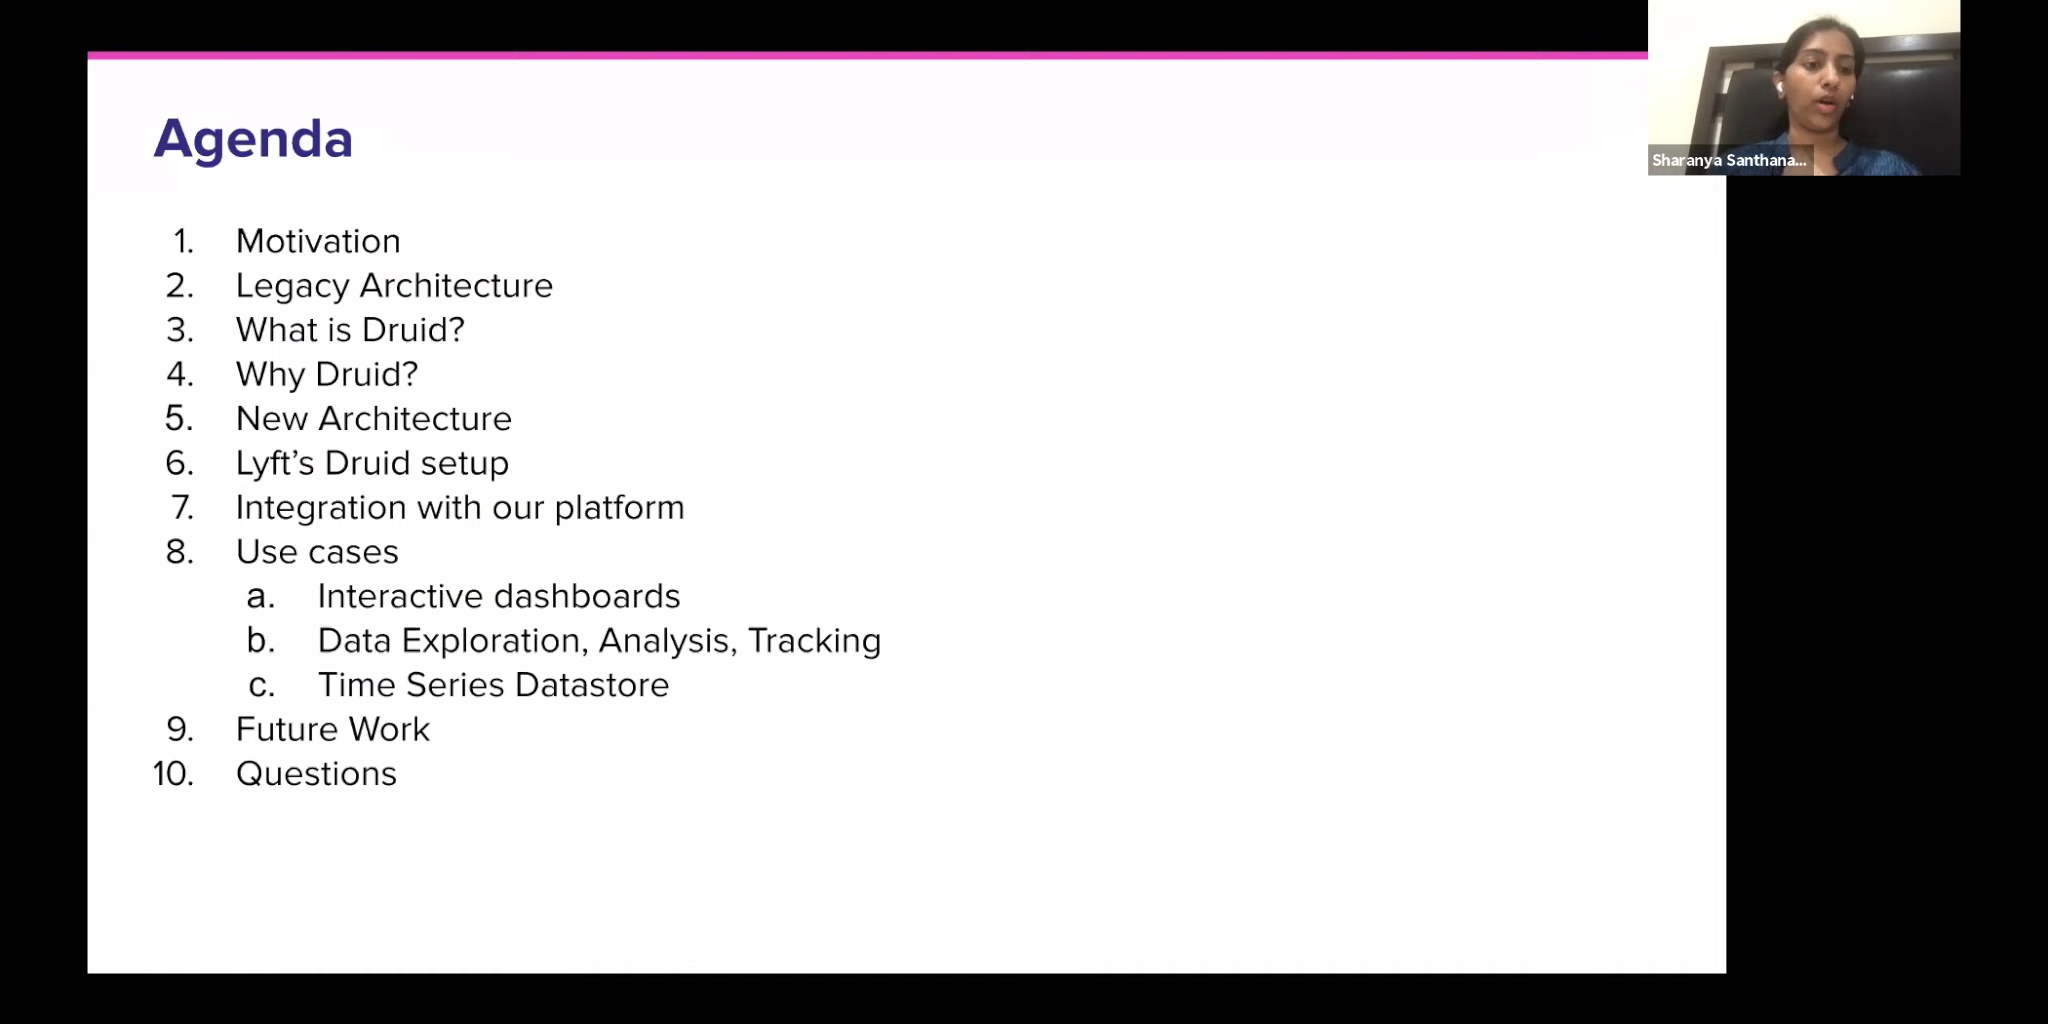 Agenda
1. Motivation
2. Legacy Architecture
3. What is Druid?
4. Why Druid?
5. New Architecture
6. Lyft's Druid setup
7. Integration with our platform
8. Use cases
a. Interactive dashboards
b. Data Exploration, Analysis, Tracking
c. Time Series Datastore
9. Future Work
10. Questions
Sharanya Santhana...